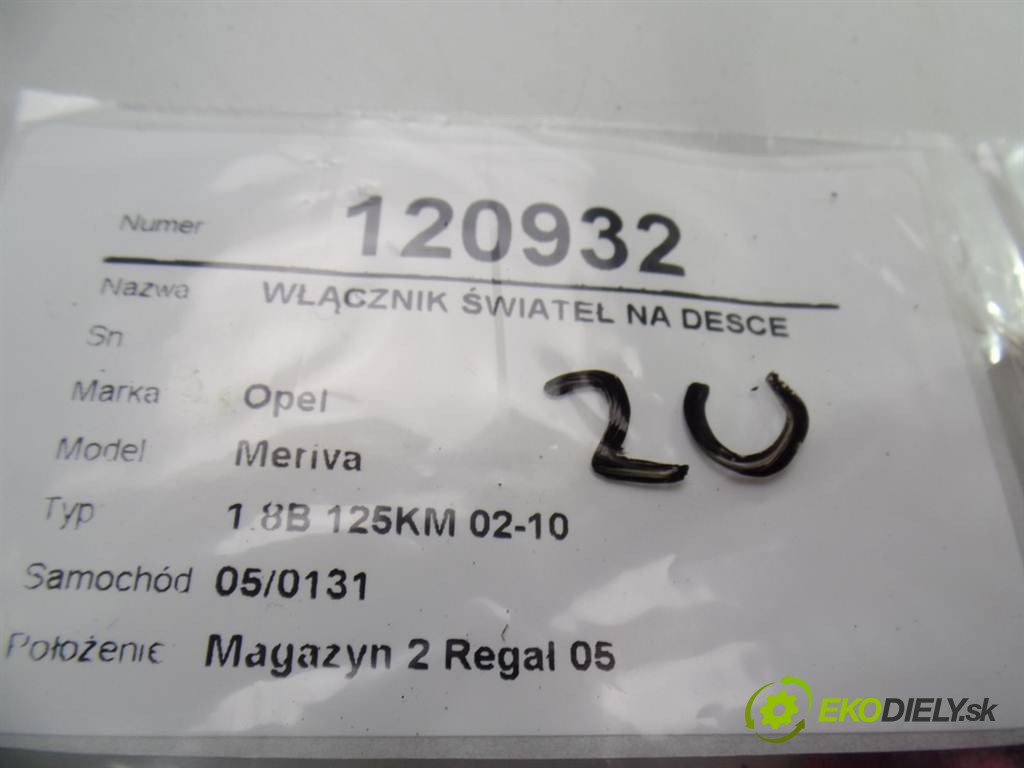 Numer 120932
Nazwa WŁĄCZNIK ŚWIATEŁ NA DESCE
Sn
Marka Opel
20
Model Meriva
Typ 1.8B 125KM 02-10
Samochód 05/0131
Położenie Magazyn 2 Regał 05
EKODIELY.sk